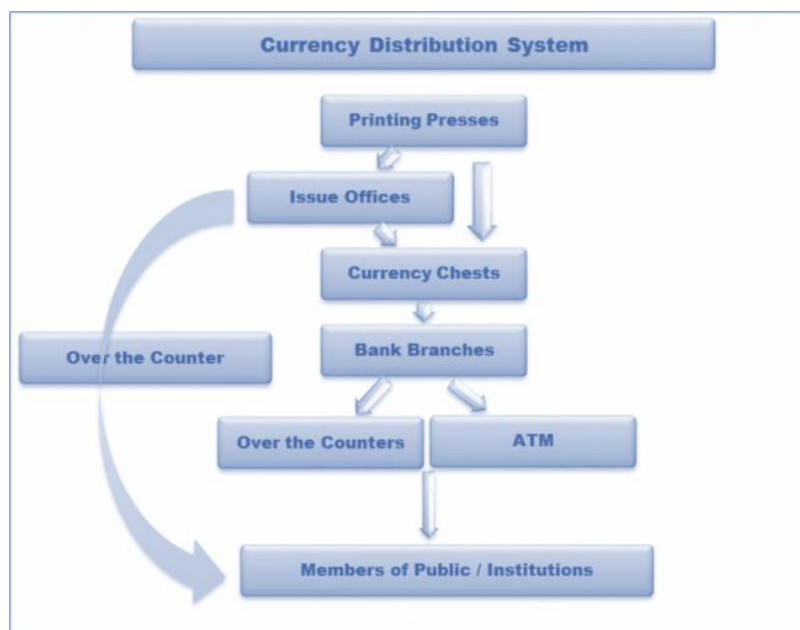 Currency Distribution System
Printing Presses
Issue Offices
Currency Chests
Bank Branches
Over the Counter
Over the Counters
ATM
Members of Public / Institutions